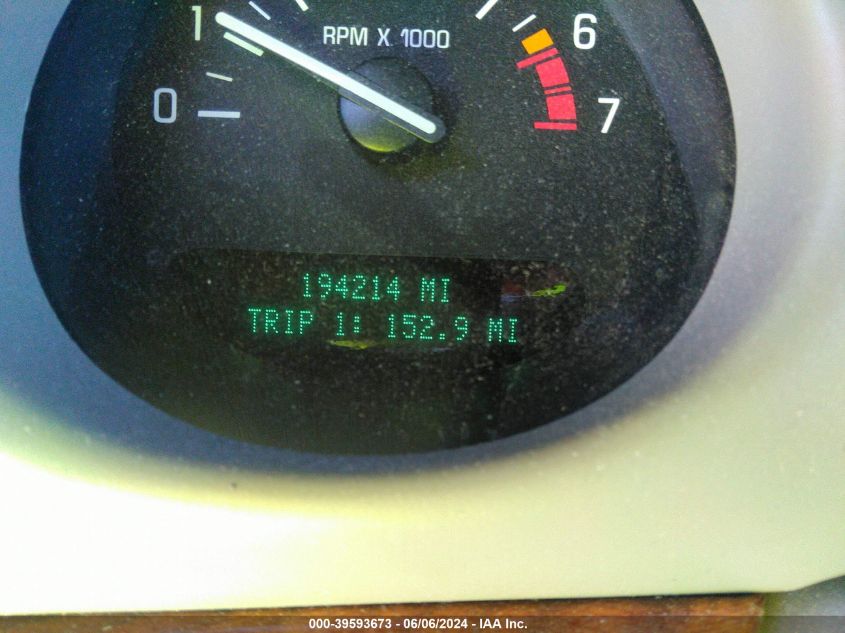 1
RPM X 1000
6
0
7
194214 MI
TRIP 1: 152.9 MI
000-39593673 - 06/06/2024 - IAA Inc.